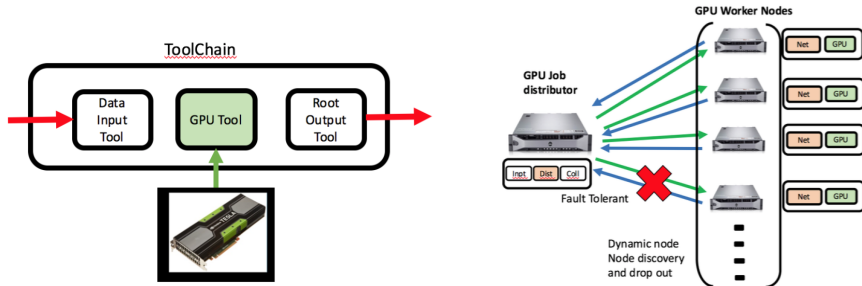 ToolChain
Data
Input
Tool
GPU Tool
Root
Output
Tool
TESLA
GPU Worker Nodes
GPU Job
distributor
Inpt
Dist
Coll
Fault Tolerant
Dynamic node
Node discovery
and drop out
Net
GPU
Net
GPU
Net
GPU
Net
GPU